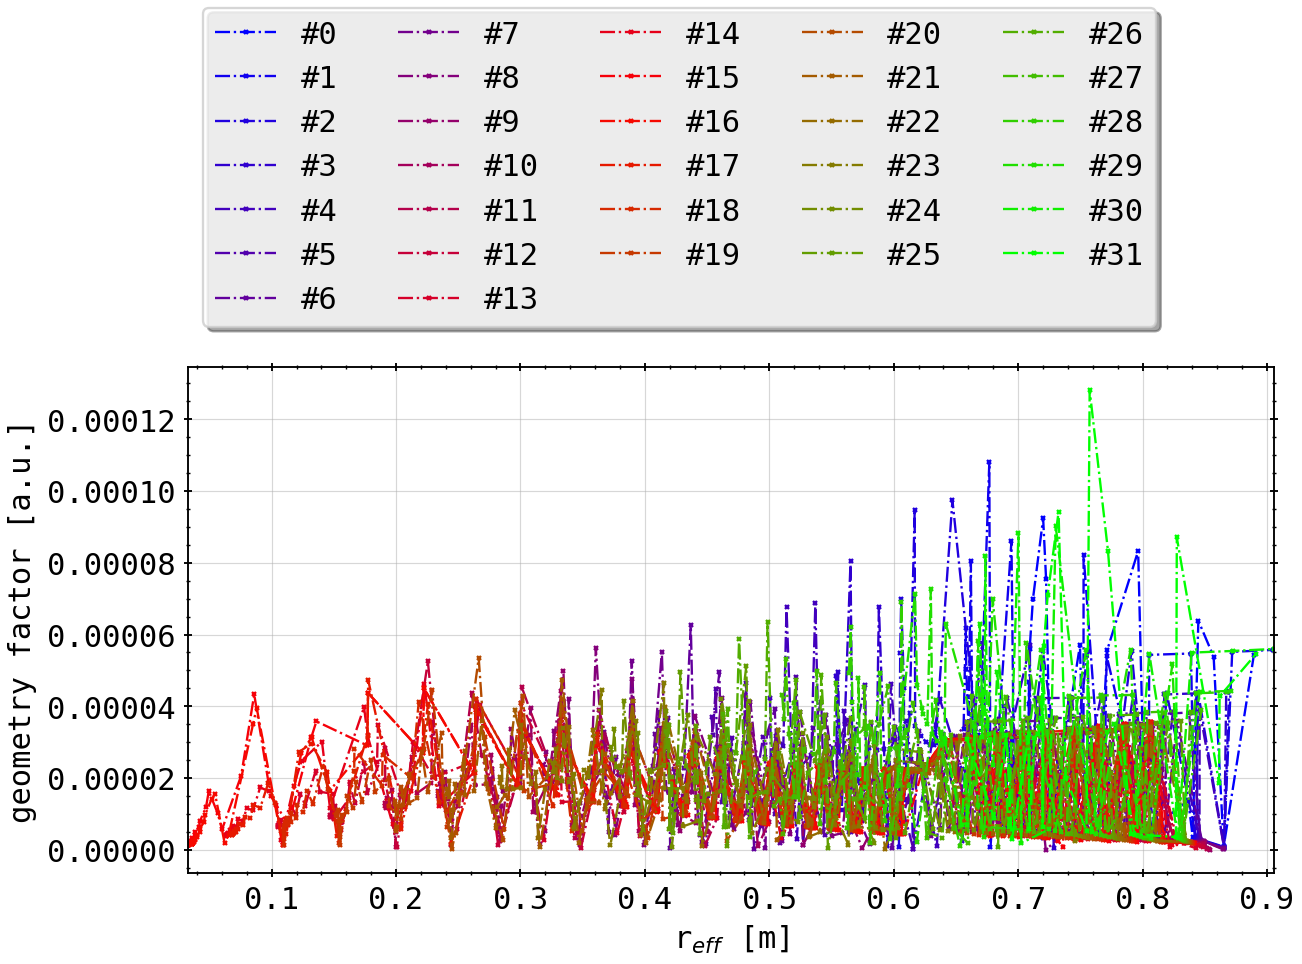 #0 #7 #14 #20 #26
#1 #8 #15 #21 #27
#2 #9 #16 #22 #28
#3 #10 #17 #23 #29
#4 #11 #18 #24 #30
#5 #12 #19 #25 #31
#6 #13
geometry factor [a.u.]
0.00012
0.00010
0.00008
0.00006
0.00004
0.00002
0.00000
0.1 0.2 0.3 0.4 0.5 0.6 0.7 0.8 0.9
r_eff [m]